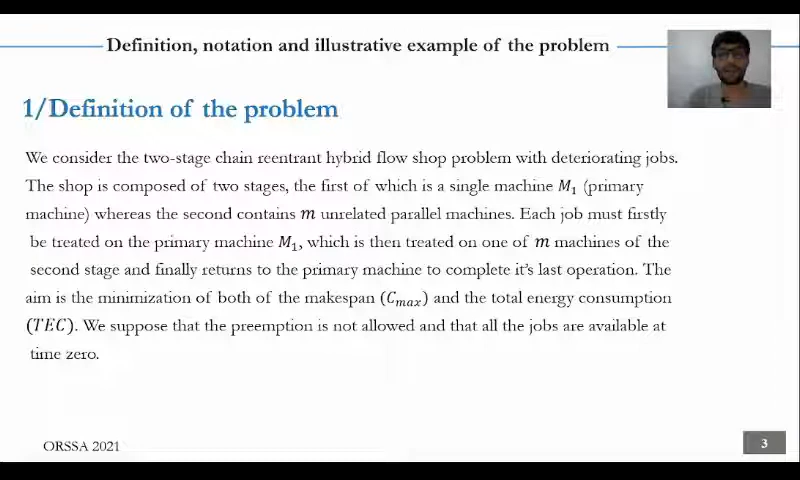 Definition, notation and illustrative example of the problem
1/Definition of the problem
We consider the two-stage chain reentrant hybrid flow shop problem with deteriorating jobs.
The shop is composed of two stages, the first of which is a single machine M₁ (primary
machine) whereas the second contains m unrelated parallel machines. Each job must firstly
be treated on the primary machine M₁, which is then treated on one of m machines of the
second stage and finally returns to the primary machine to complete it's last operation. The
aim is the minimization of both of the makespan (Cmax) and the total energy consumption
(TEC). We suppose that the preemption is not allowed and that all the jobs are available at
time zero.
ORSSA 2021
3